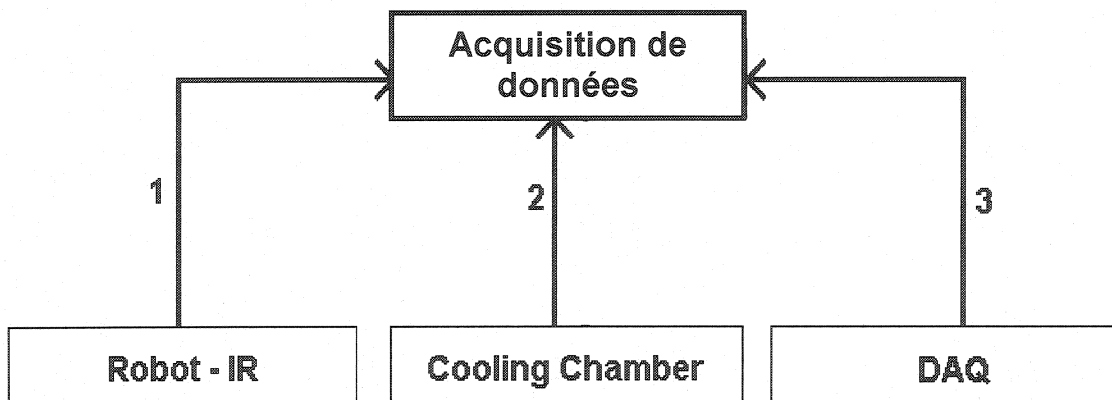 Acquisition de
données
1
2
3
Robot - IR
Cooling Chamber
DAQ